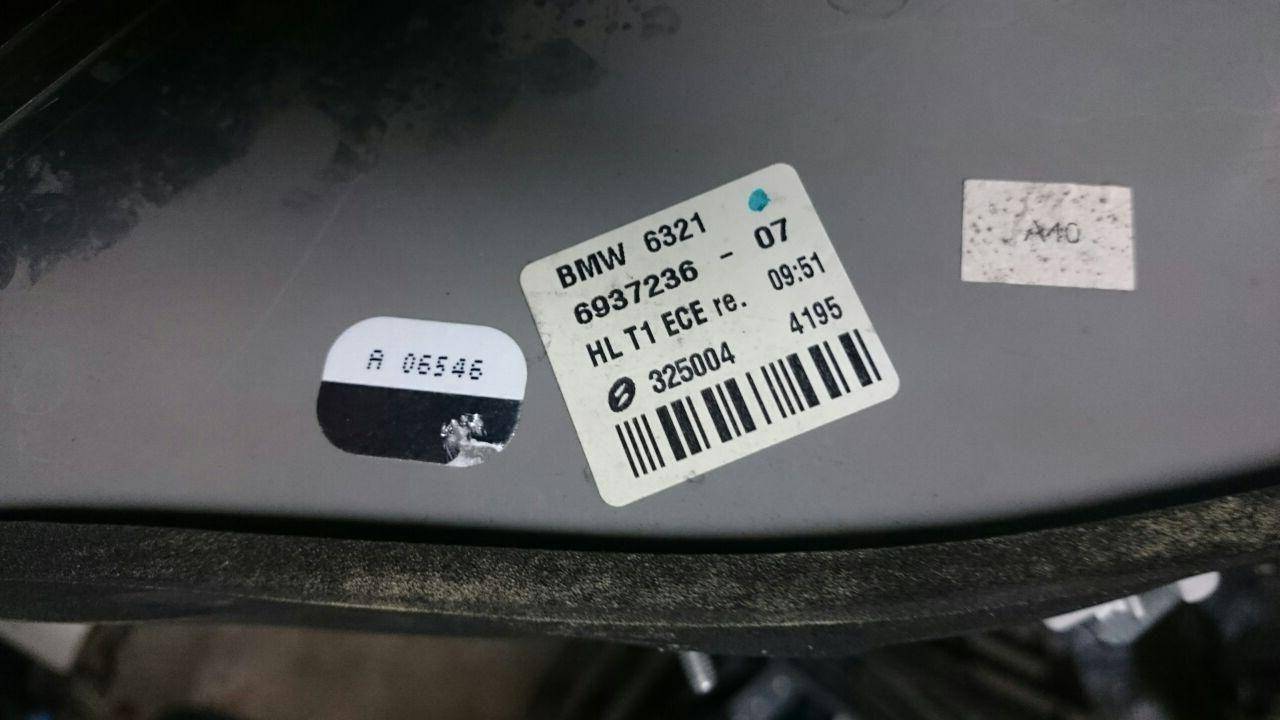 BMW 6321
6937236 - 07
HL T1 ECE re. 09:51
325004 4195
A 06546
A40